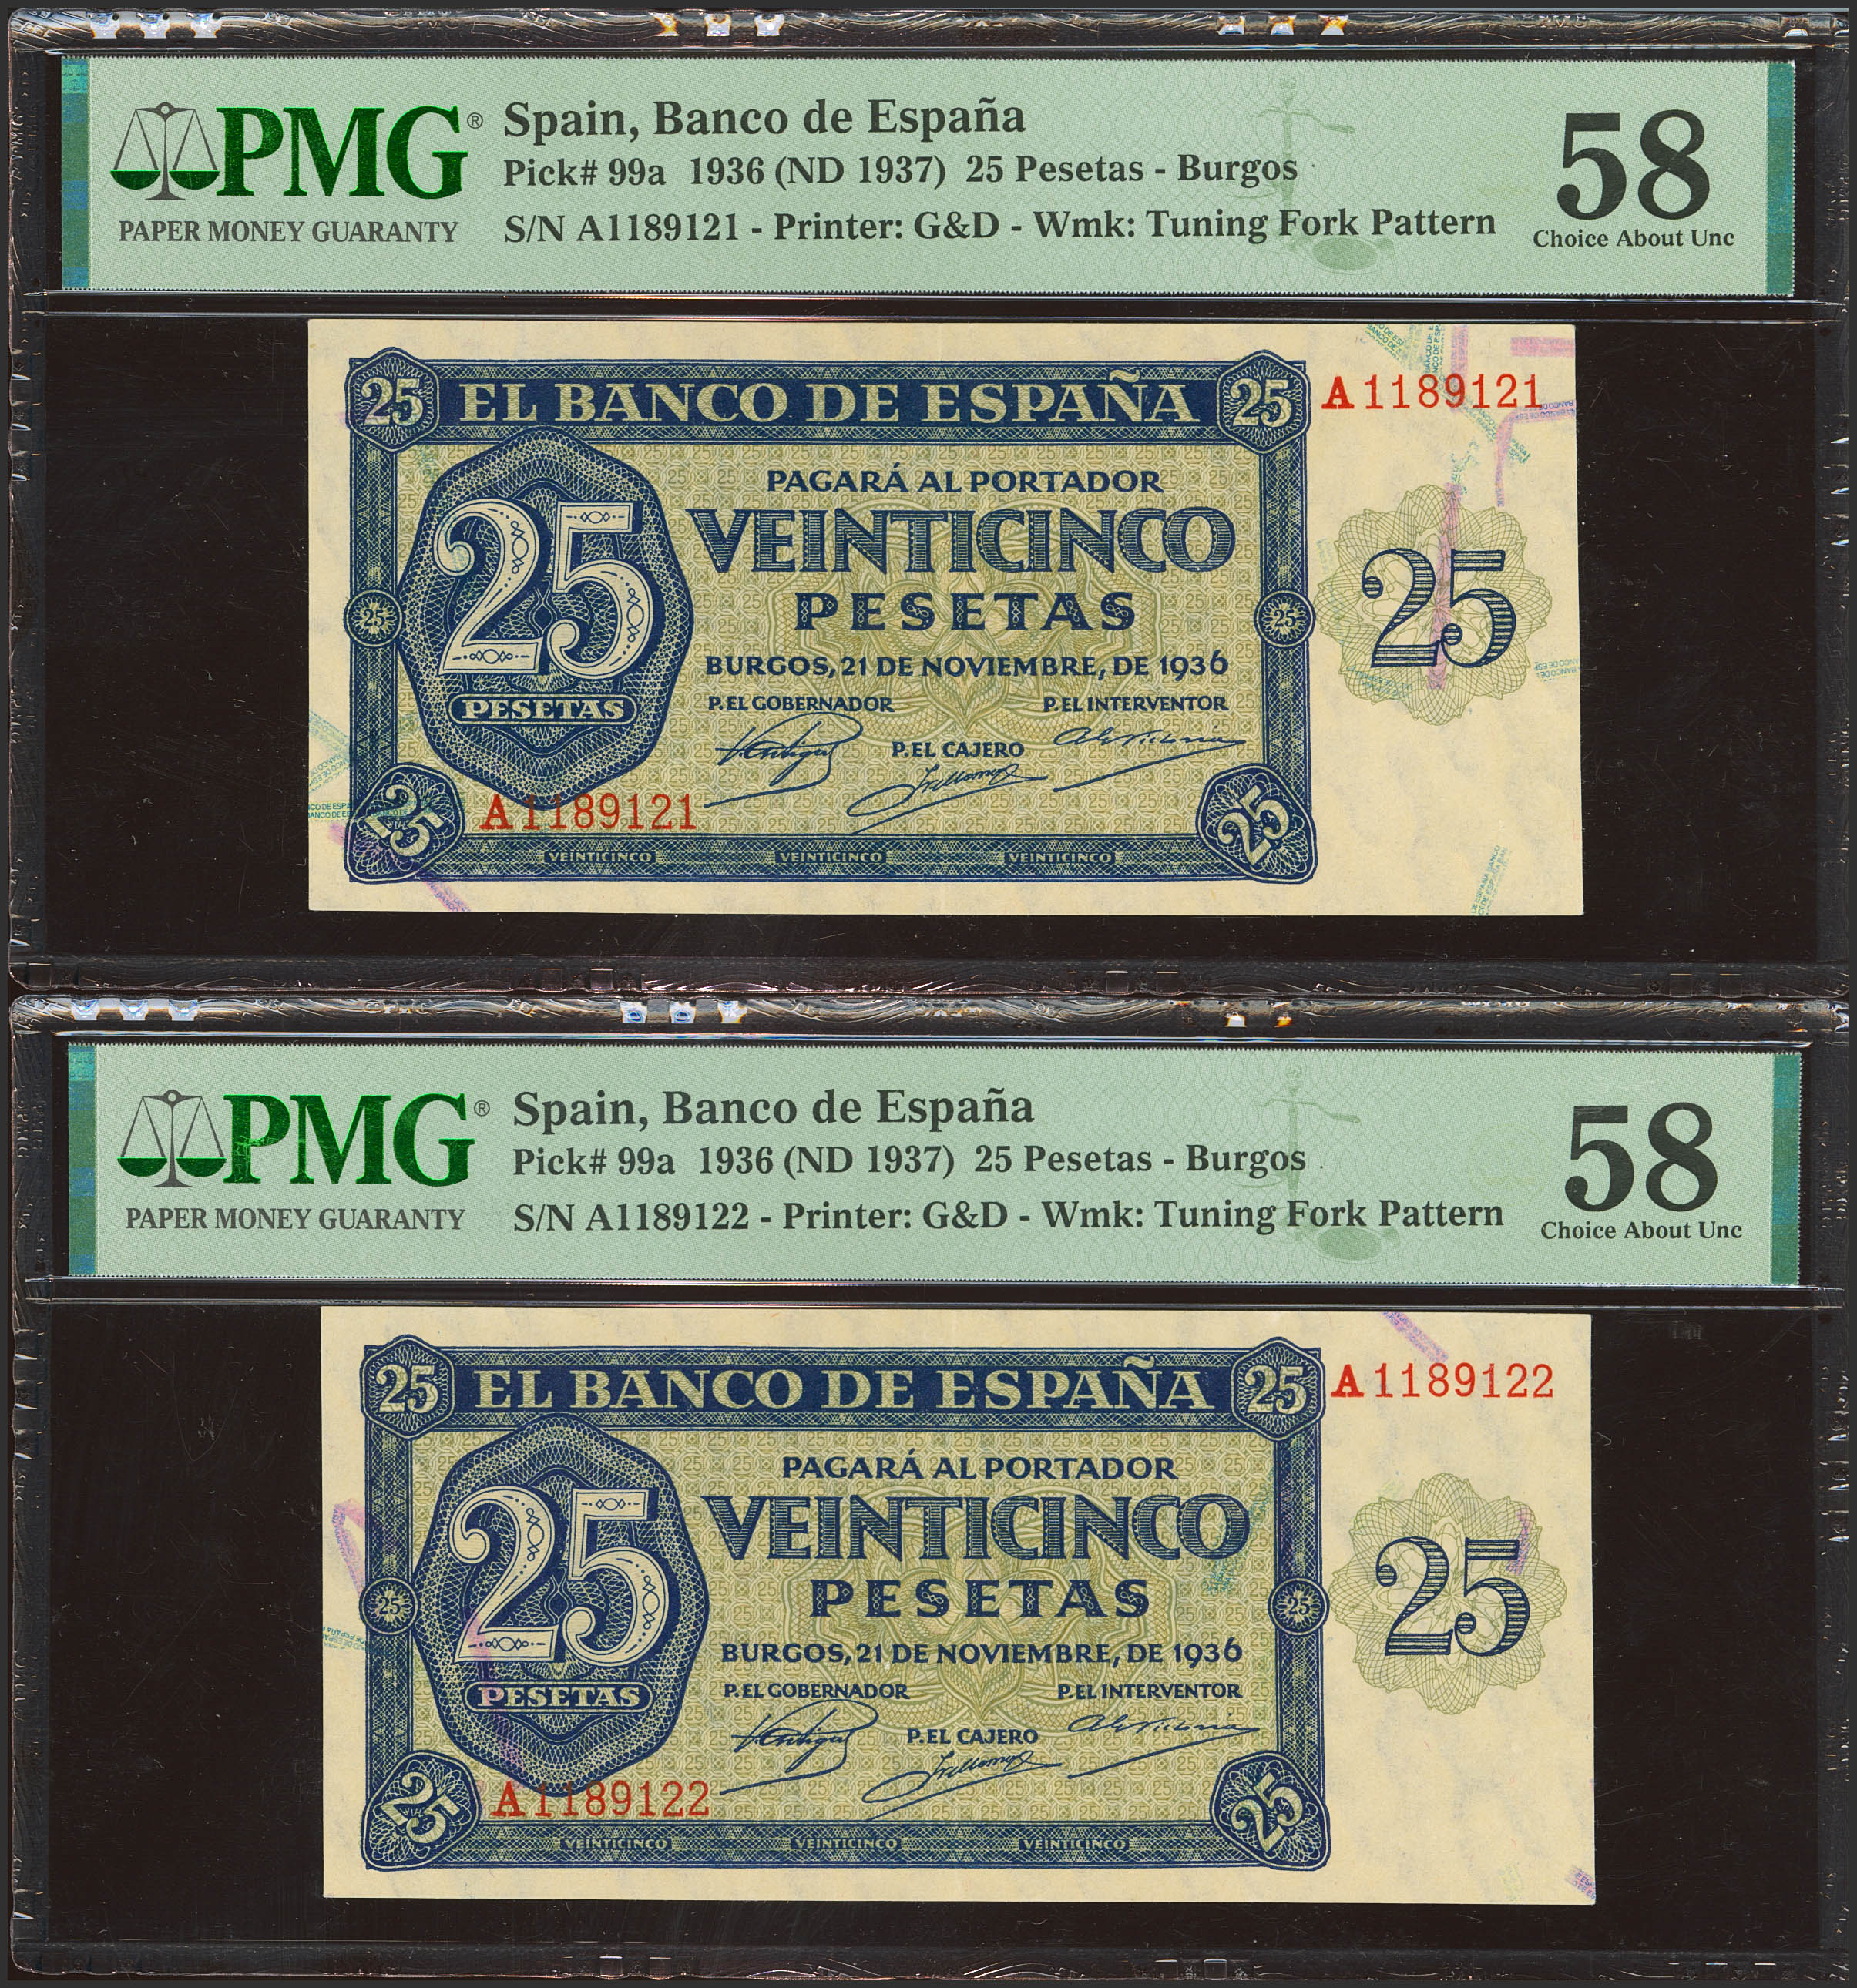 PMG®
PAPER MONEY GUARANTY
Spain, Banco de España
Pick# 99a 1936 (ND 1937) 25 Pesetas - Burgos
S/N A1189121 - Printer: G&D - Wmk: Tuning Fork Pattern
58
Choice About Unc
25 EL BANCO DE ESPAÑA 25
A1189121
PAGARÁ AL PORTADOR
VEINTICINCO
PESETAS
25
25
25
25
BURGOS, 21 DE NOVIEMBRE, DE 1936
PESETAS
P. EL GOBERNADOR
P. EL INTERVENTOR
P. EL CAJERO
A1189121
25
25
VEINTICINCO VEINTICINCO VEINTICINCO
PMG®
PAPER MONEY GUARANTY
Spain, Banco de España
Pick# 99a 1936 (ND 1937) 25 Pesetas - Burgos
S/N A1189122 - Printer: G&D - Wmk: Tuning Fork Pattern
58
Choice About Unc
25 EL BANCO DE ESPAÑA 25
A1189122
PAGARÁ AL PORTADOR
VEINTICINCO
PESETAS
25
25
25
25
BURGOS, 21 DE NOVIEMBRE, DE 1936
PESETAS
P. EL GOBERNADOR
P. EL INTERVENTOR
P. EL CAJERO
A1189122
25
25
VEINTICINCO VEINTICINCO VEINTICINCO